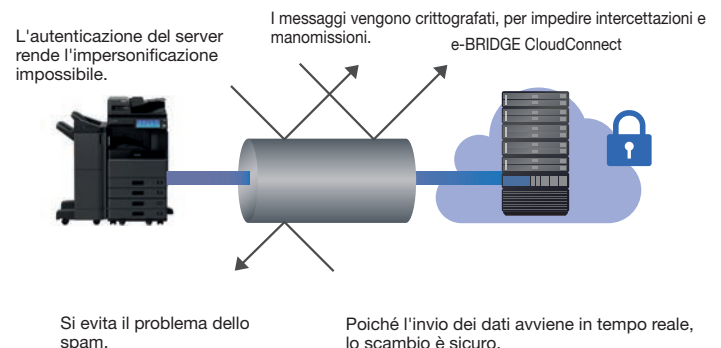 L'autenticazione del server
rende l'impersonificazione
impossibile.
I messaggi vengono crittografati, per impedire intercettazioni e
manomissioni.
e-BRIDGE CloudConnect
Si evita il problema dello
spam.
Poiché l'invio dei dati avviene in tempo reale,
lo scambio è sicuro.